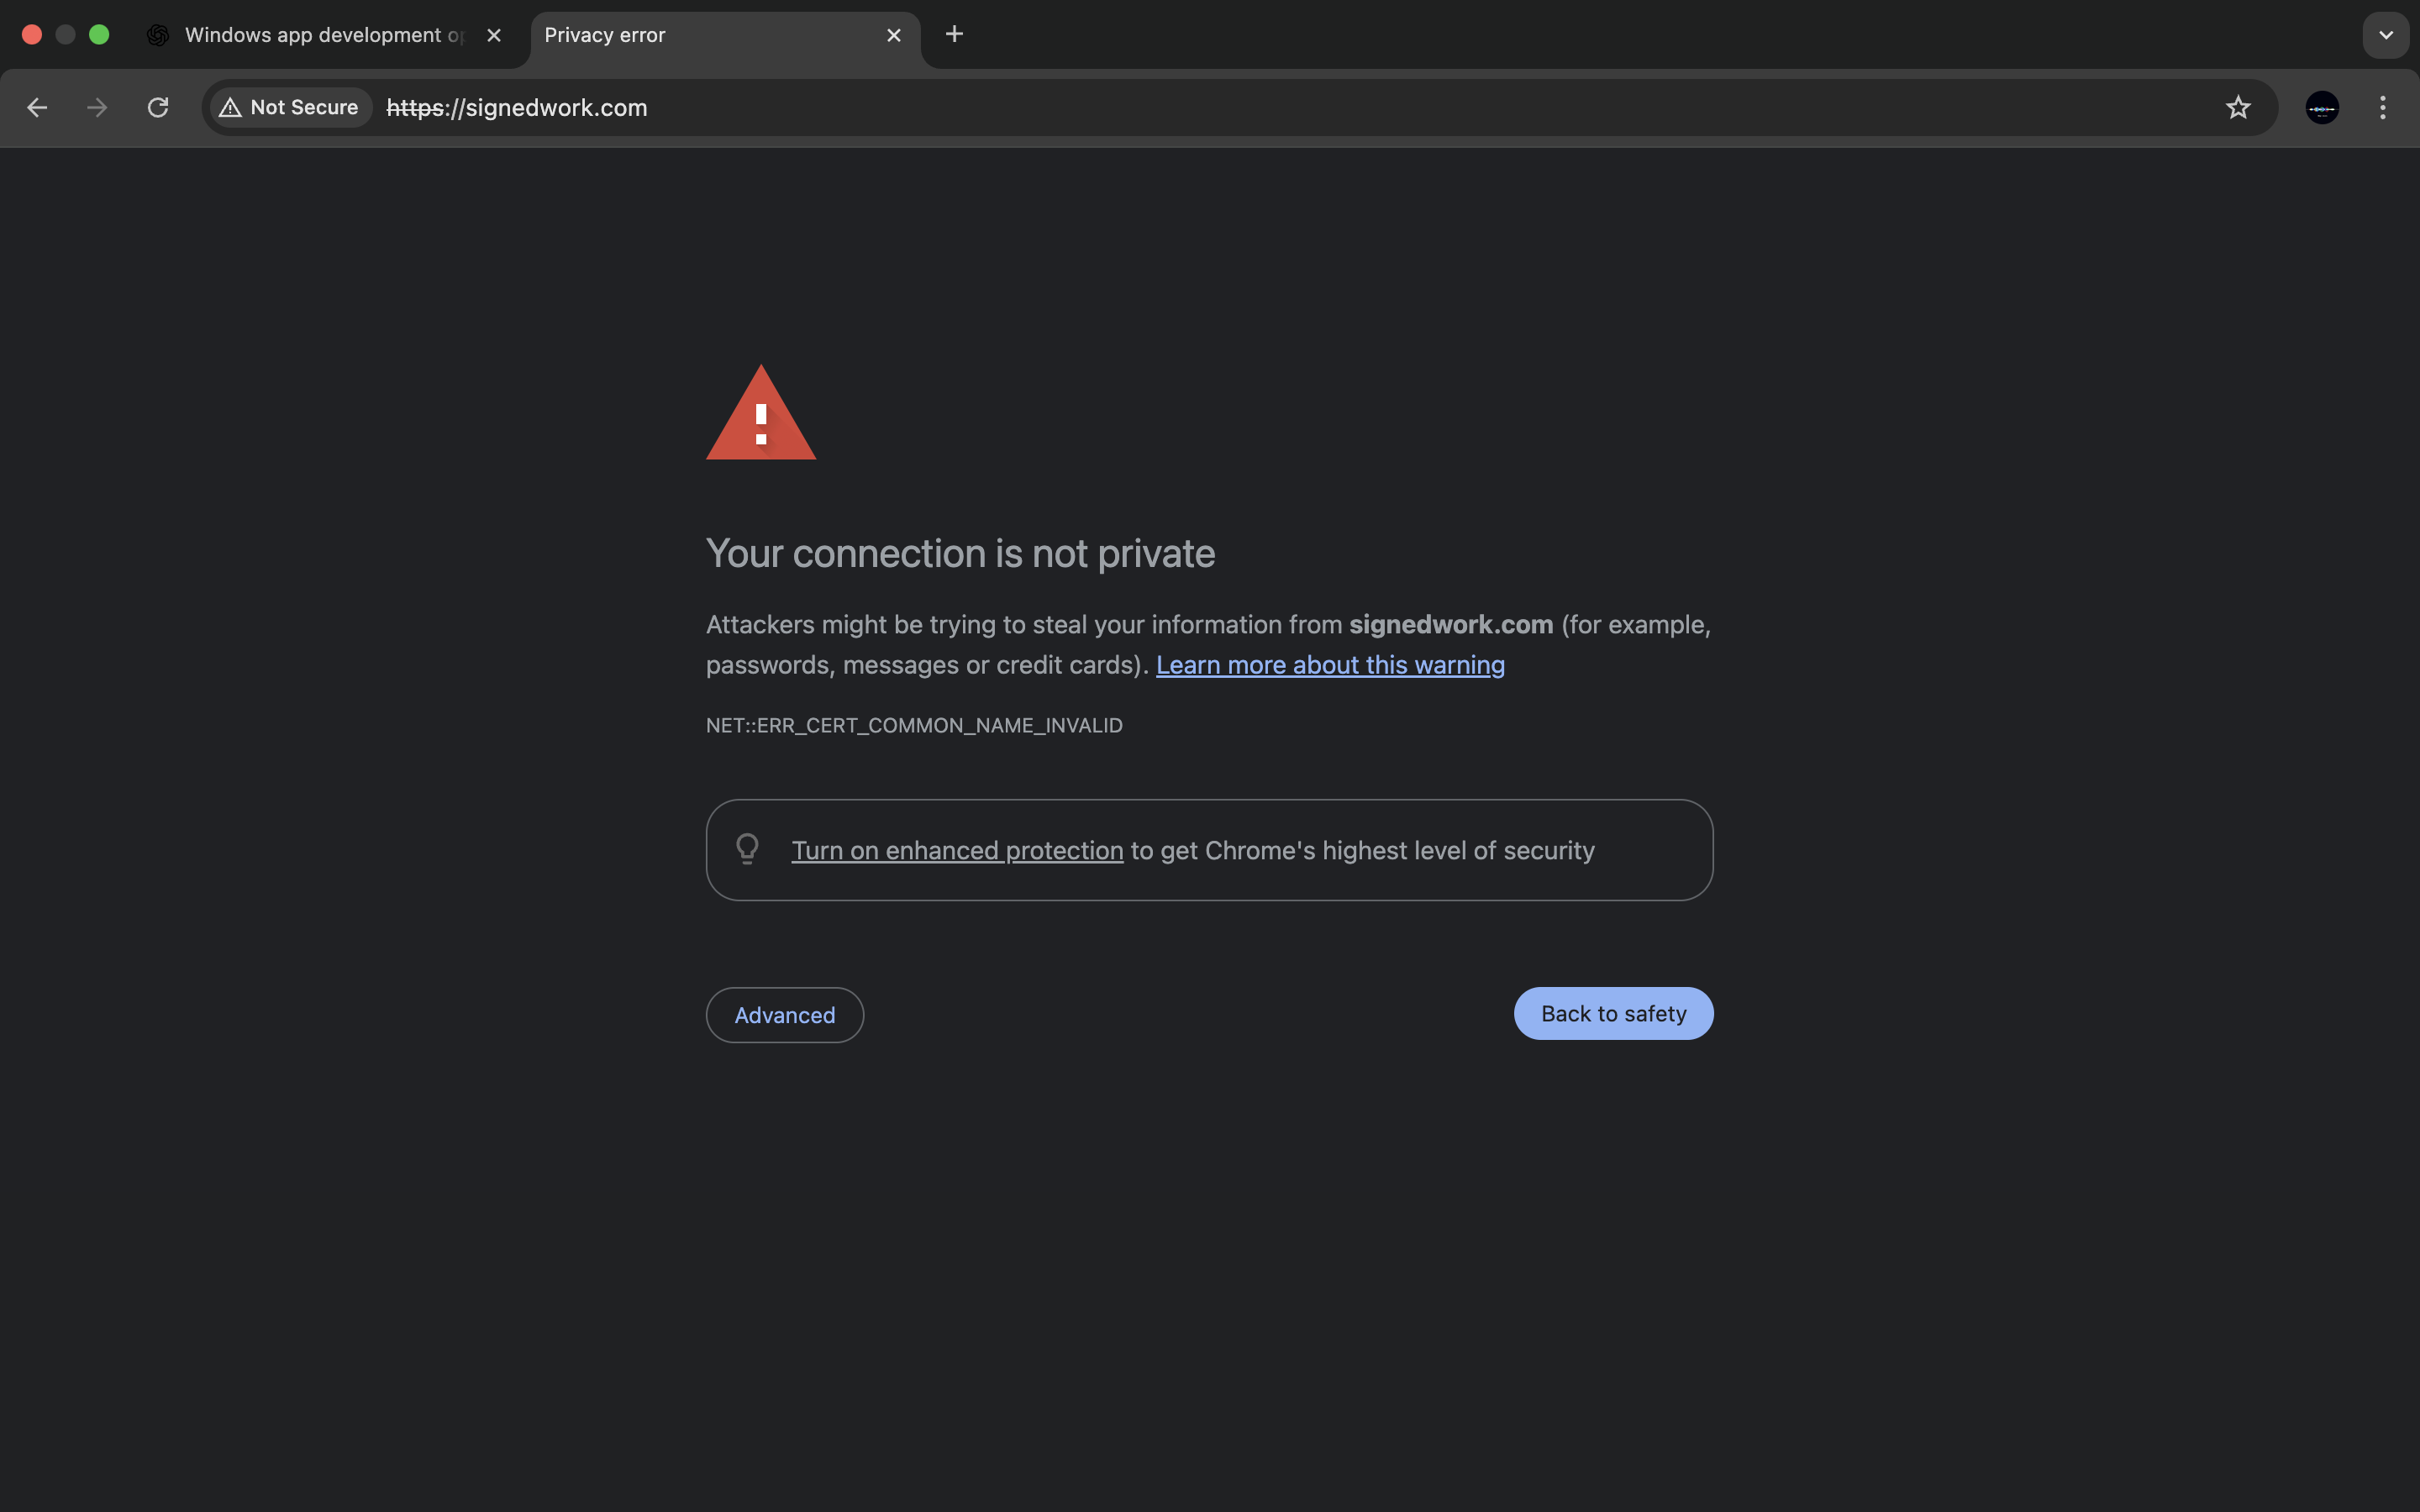 Windows app development op
Privacy error
Not Secure
https://signedwork.com
Your connection is not private
Attackers might be trying to steal your information from signedwork.com (for example,
passwords, messages or credit cards). Learn more about this warning
NET::ERR_CERT_COMMON_NAME_INVALID
Turn on enhanced protection to get Chrome's highest level of security
Advanced
Back to safety